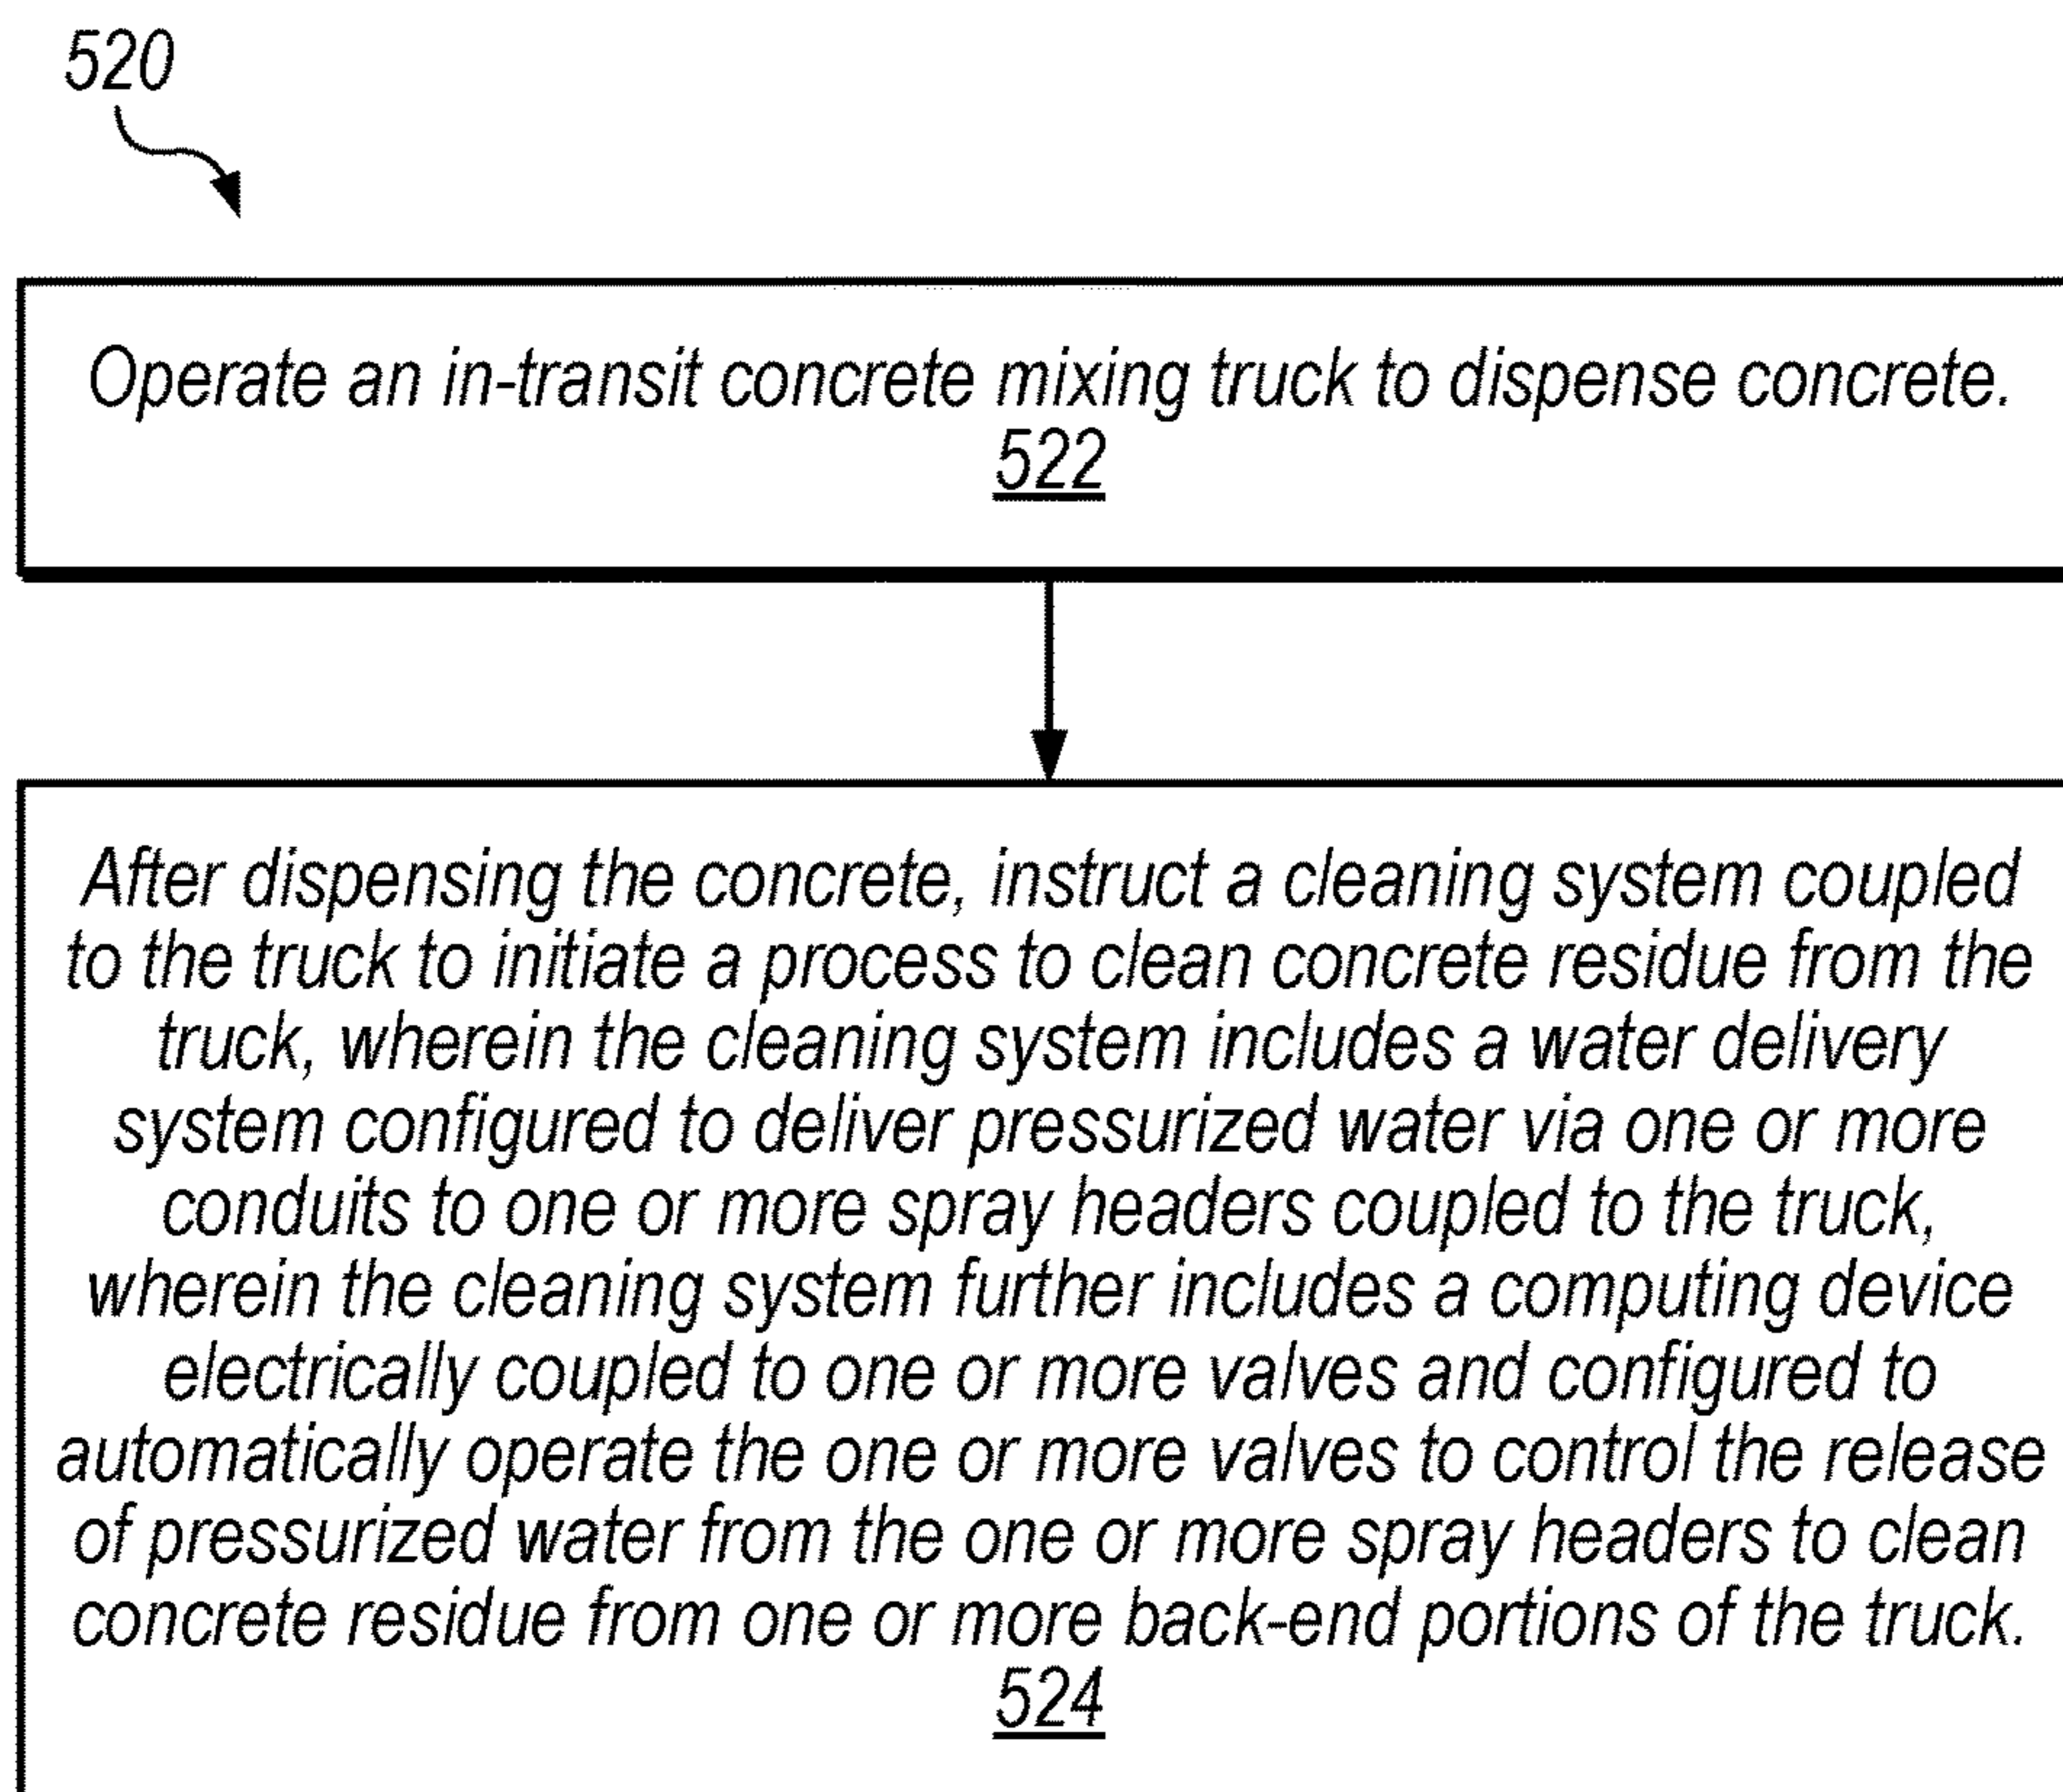 520
Operate an in-transit concrete mixing truck to dispense concrete.
522
After dispensing the concrete, instruct a cleaning system coupled
to the truck to initiate a process to clean concrete residue from the
truck, wherein the cleaning system includes a water delivery
system configured to deliver pressurized water via one or more
conduits to one or more spray headers coupled to the truck,
wherein the cleaning system further includes a computing device
electrically coupled to one or more valves and configured to
automatically operate the one or more valves to control the release
of pressurized water from the one or more spray headers to clean
concrete residue from one or more back-end portions of the truck.
524